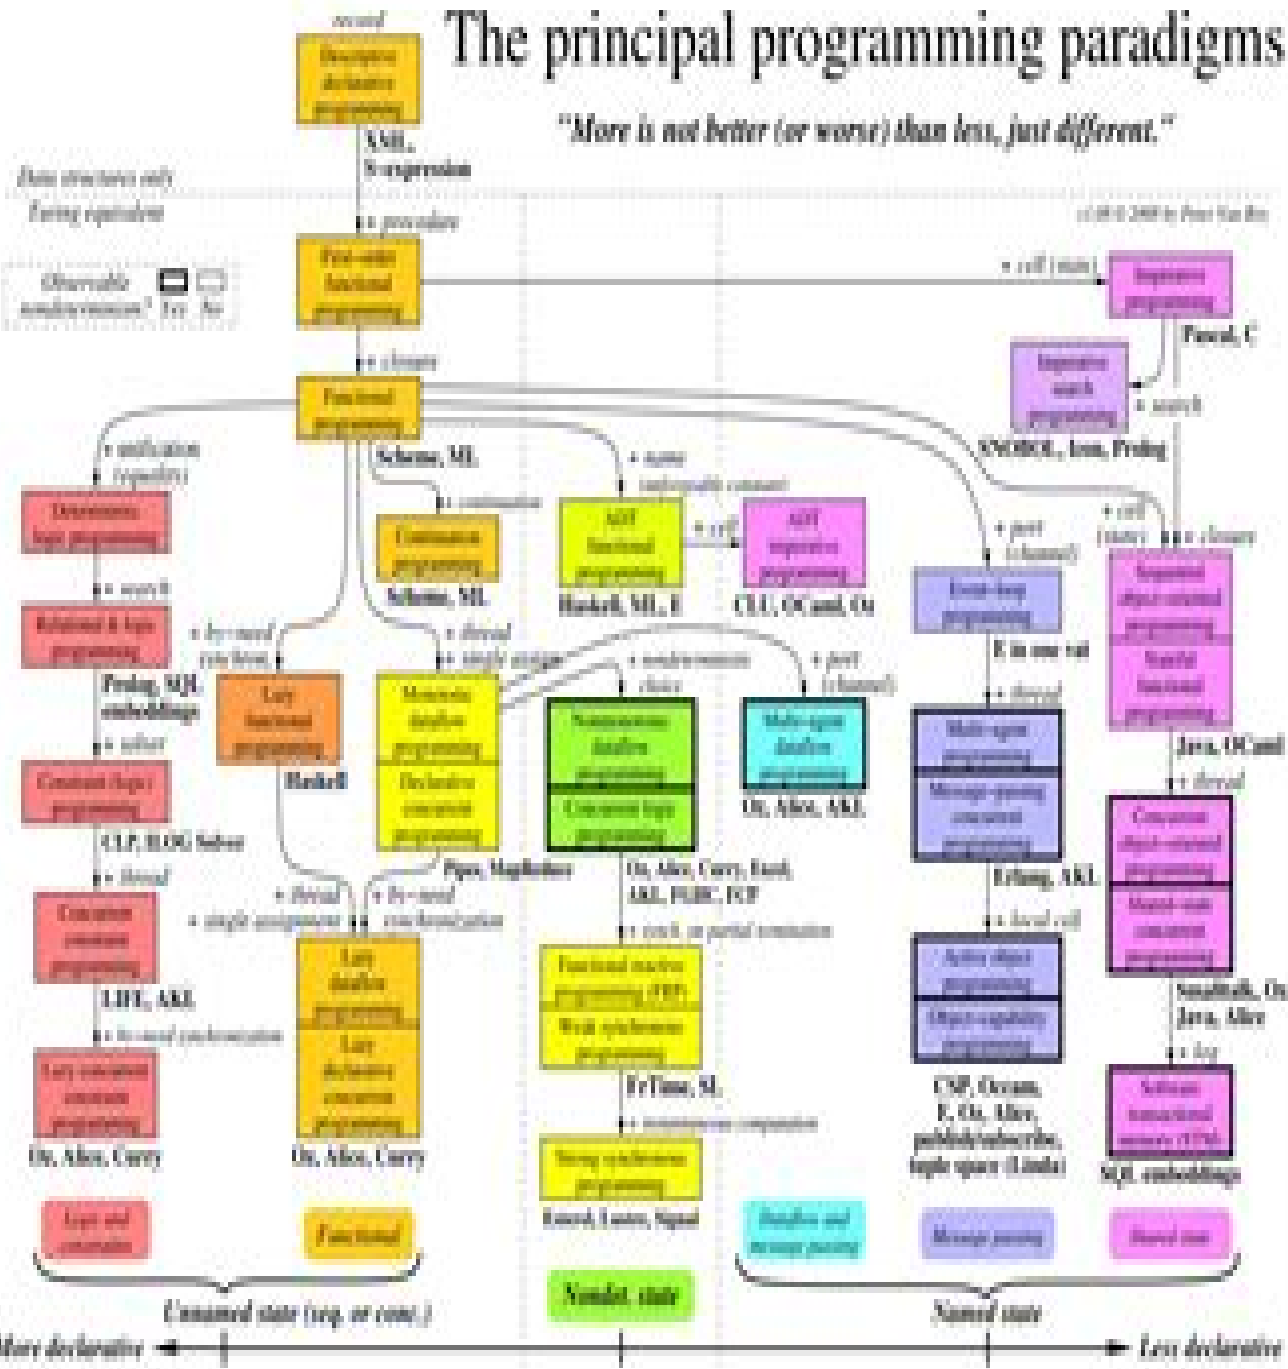 record
The principal programming paradigms
Descriptive
declarative
programming
"More is not better (or worse) than less, just different."
XML,
S-expression
Data structures only
Turing equivalent
+ procedure
First-order
functional
programming
Observable
nondeterminism? Yes No
+ cell (state)
Imperative
programming
Pascal, C
+ closure
Functional
programming
Imperative
search
programming
+ search
SNOBOL, Icon, Prolog
Scheme, ML
+ unification
(equality)
+ continuation
+ name
(unforgeable constant)
Deterministic
logic programming
Continuation
programming
Scheme, ML
ADT
functional
programming
Haskell, ML, E
+ cell
ADT
imperative
programming
CLU, OCaml, Oz
+ port
(channel)
+ cell
(state)
+ closure
Event-loop
programming
E in one vat
Sequential
object-oriented
programming
Stateful
functional
programming
Java, OCaml
+ search
Relational & logic
programming
Prolog, SQL
embeddings
+ by-need
synchron.
+ thread
+ single assign.
+ nondeterministic
choice
+ port
(channel)
+ thread
Lazy
functional
programming
Haskell
Monotonic
dataflow
programming
Declarative
concurrent
programming
Pipes, MapReduce
Nonmonotonic
dataflow
programming
Concurrent logic
programming
Oz, Alice, Curry, Excel,
AKL, FGHC, FCP
Multi-agent
dataflow
programming
Oz, Alice, AKL
Multi-agent
programming
Message-passing
concurrent
programming
Erlang, AKL
+ thread
Concurrent
object-oriented
programming
Shared-state
concurrent
programming
Smalltalk, Oz,
Java, Alice
+ solver
Constraint (logic)
programming
CLP, ILOG Solver
+ thread
+ thread
+ single assignment
+ by-need
synchronization
Concurrent
constraint
programming
LIFE, AKL
Lazy
dataflow
programming
Lazy
declarative
concurrent
programming
Oz, Alice, Curry
+ by-need synchronization
Lazy concurrent
constraint
programming
Oz, Alice, Curry
+ clock
Functional reactive
programming (FRP)
Weak synchronous
programming
FrTime, SL
+ instantaneous computation
Strong synchronous
programming
Esterel, Lustre, Signal
+ local cell
Active object
programming
Object-capability
programming
CSP, Occam,
E, Oz, Alice,
publish/subscribe,
tuple space (Linda)
+ log
Software
transactional
memory (STM)
SQL embeddings
Logic and
constraints
Functional
Dataflow and
message passing
Message passing
Shared state
Nondet. state
Unnamed state (seq. or conc.)
Named state
More declarative
Less declarative